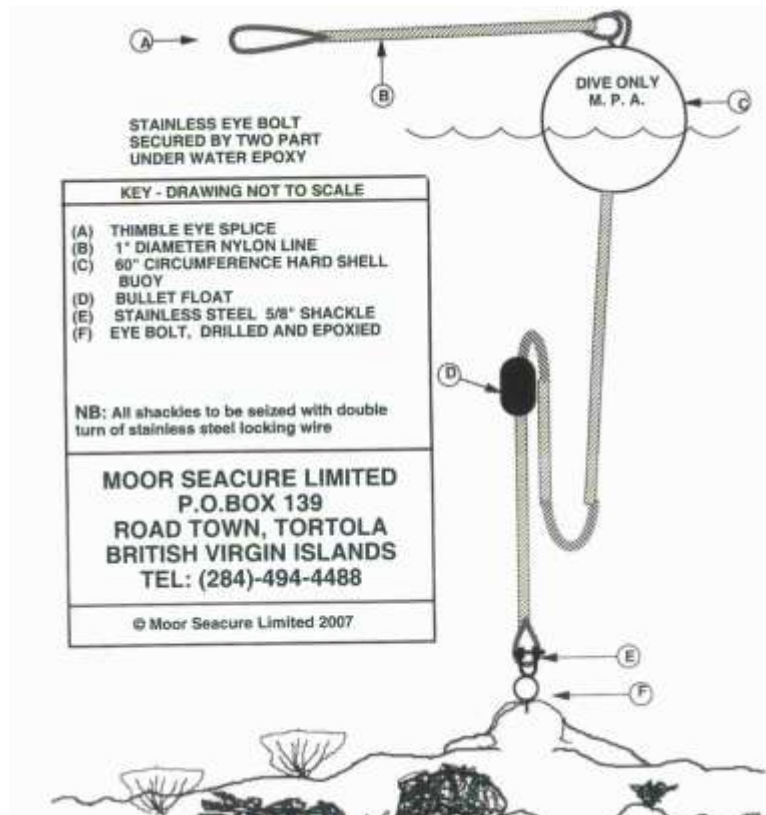 A
B
DIVE ONLY
M. P. A.
C
STAINLESS EYE BOLT
SECURED BY TWO PART
UNDER WATER EPOXY
KEY - DRAWING NOT TO SCALE
(A) THIMBLE EYE SPLICE
(B) 1" DIAMETER NYLON LINE
(C) 60" CIRCUMFERENCE HARD SHELL
BUOY
(D) BULLET FLOAT
(E) STAINLESS STEEL 5/8" SHACKLE
(F) EYE BOLT, DRILLED AND EPOXIED
NB: All shackles to be seized with double
turn of stainless steel locking wire
MOOR SEACURE LIMITED
P.O.BOX 139
ROAD TOWN, TORTOLA
BRITISH VIRGIN ISLANDS
TEL: (284)-494-4488
© Moor Seacure Limited 2007
D
E
F